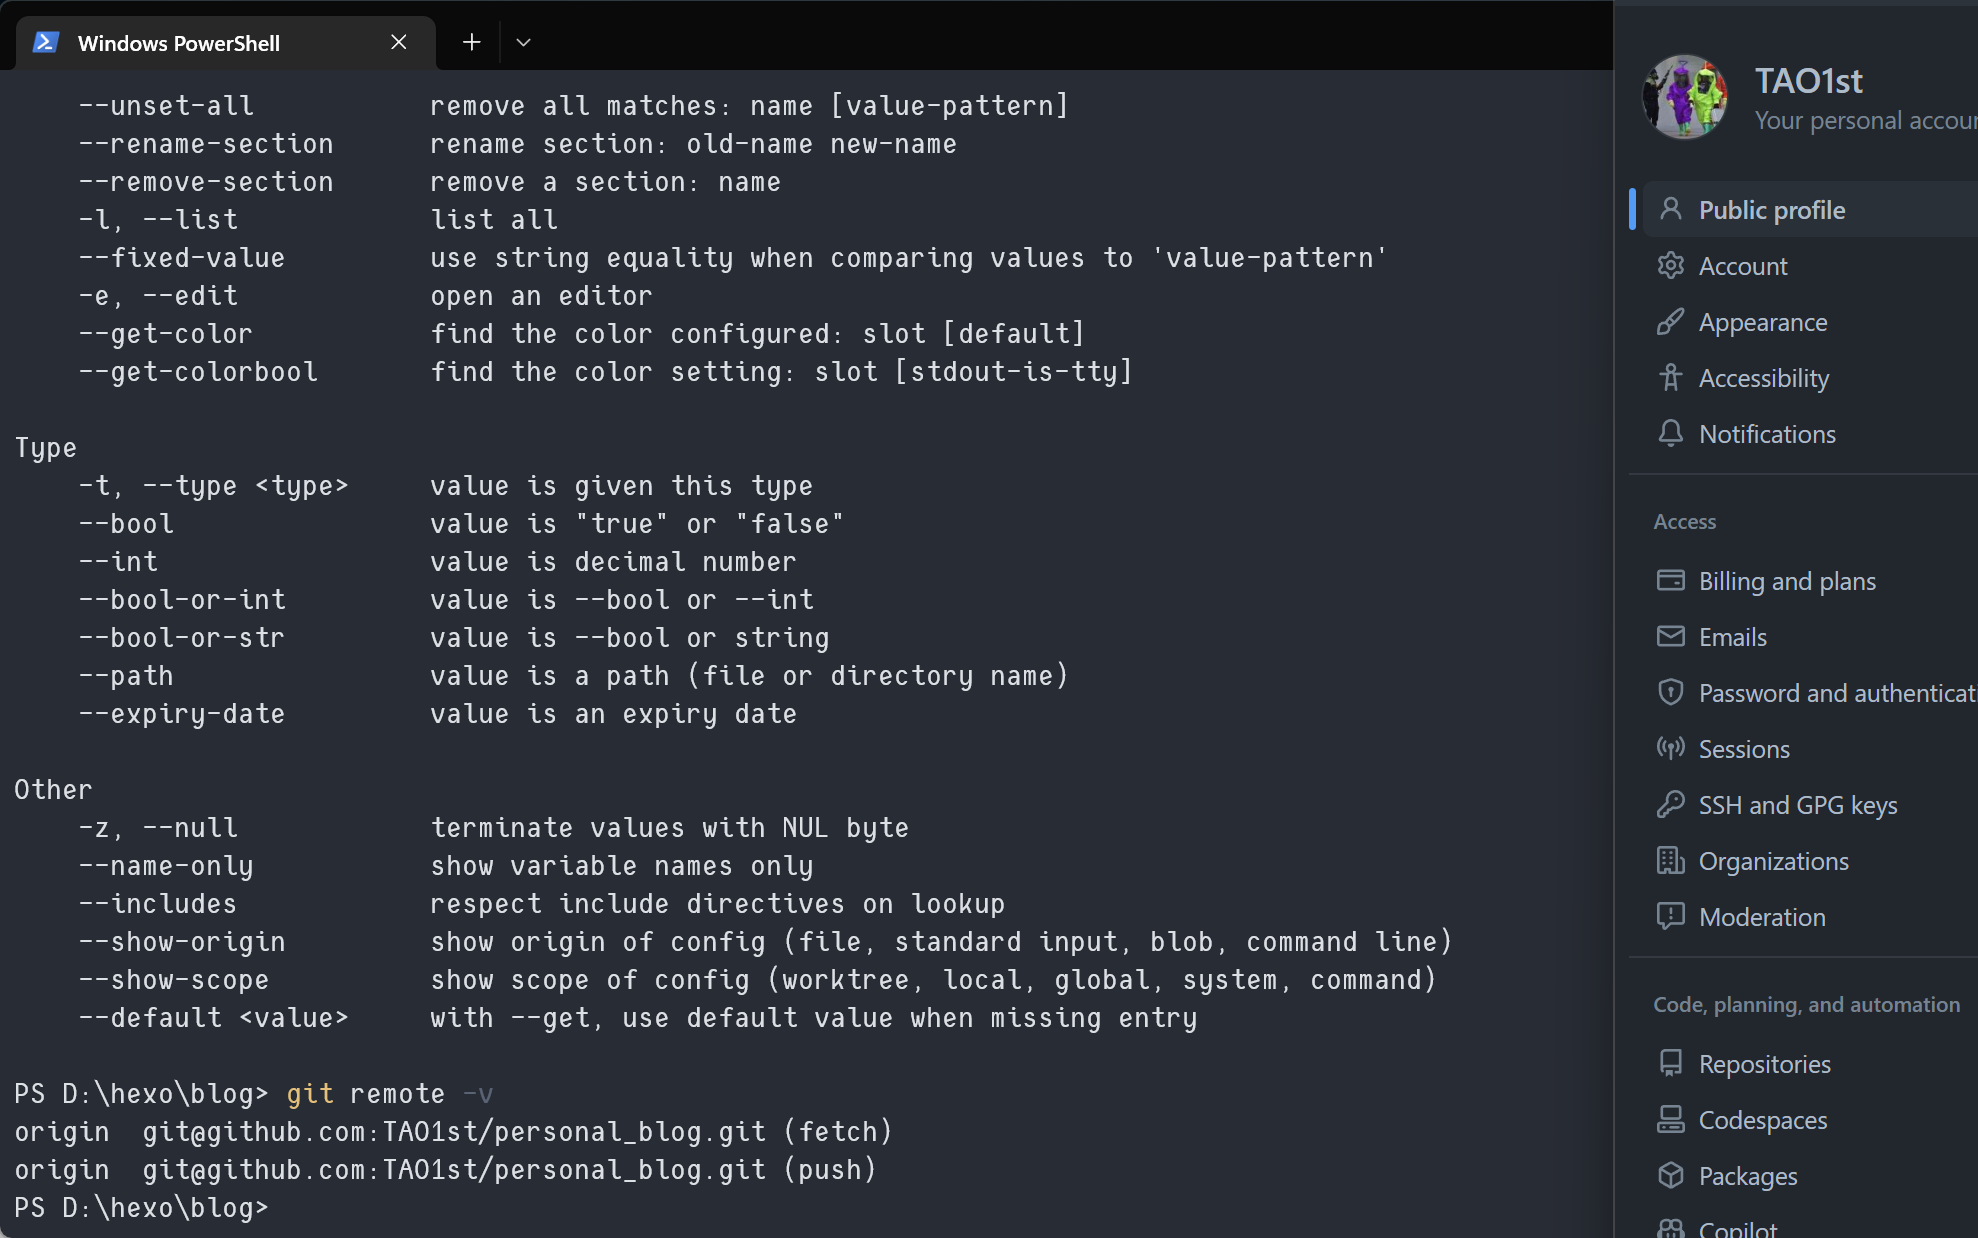 Windows PowerShell
--unset-all remove all matches: name [value-pattern]
--rename-section rename section: old-name new-name
--remove-section remove a section: name
-l, --list list all
--fixed-value use string equality when comparing values to 'value-pattern'
-e, --edit open an editor
--get-color find the color configured: slot [default]
--get-colorbool find the color setting: slot [stdout-is-tty]
Type
-t, --type <type> value is given this type
--bool value is "true" or "false"
--int value is decimal number
--bool-or-int value is --bool or --int
--bool-or-str value is --bool or string
--path value is a path (file or directory name)
--expiry-date value is an expiry date
Other
-z, --null terminate values with NUL byte
--name-only show variable names only
--includes respect include directives on lookup
--show-origin show origin of config (file, standard input, blob, command line)
--show-scope show scope of config (worktree, local, global, system, command)
--default <value> with --get, use default value when missing entry
PS D:\hexo\blog> git remote -v
origin git@github.com:TAO1st/personal_blog.git (fetch)
origin git@github.com:TAO1st/personal_blog.git (push)
PS D:\hexo\blog>
TAO1st
Your personal accou
Public profile
Account
Appearance
Accessibility
Notifications
Access
Billing and plans
Emails
Password and authenticati
Sessions
SSH and GPG keys
Organizations
Moderation
Code, planning, and automation
Repositories
Codespaces
Packages
Copilot